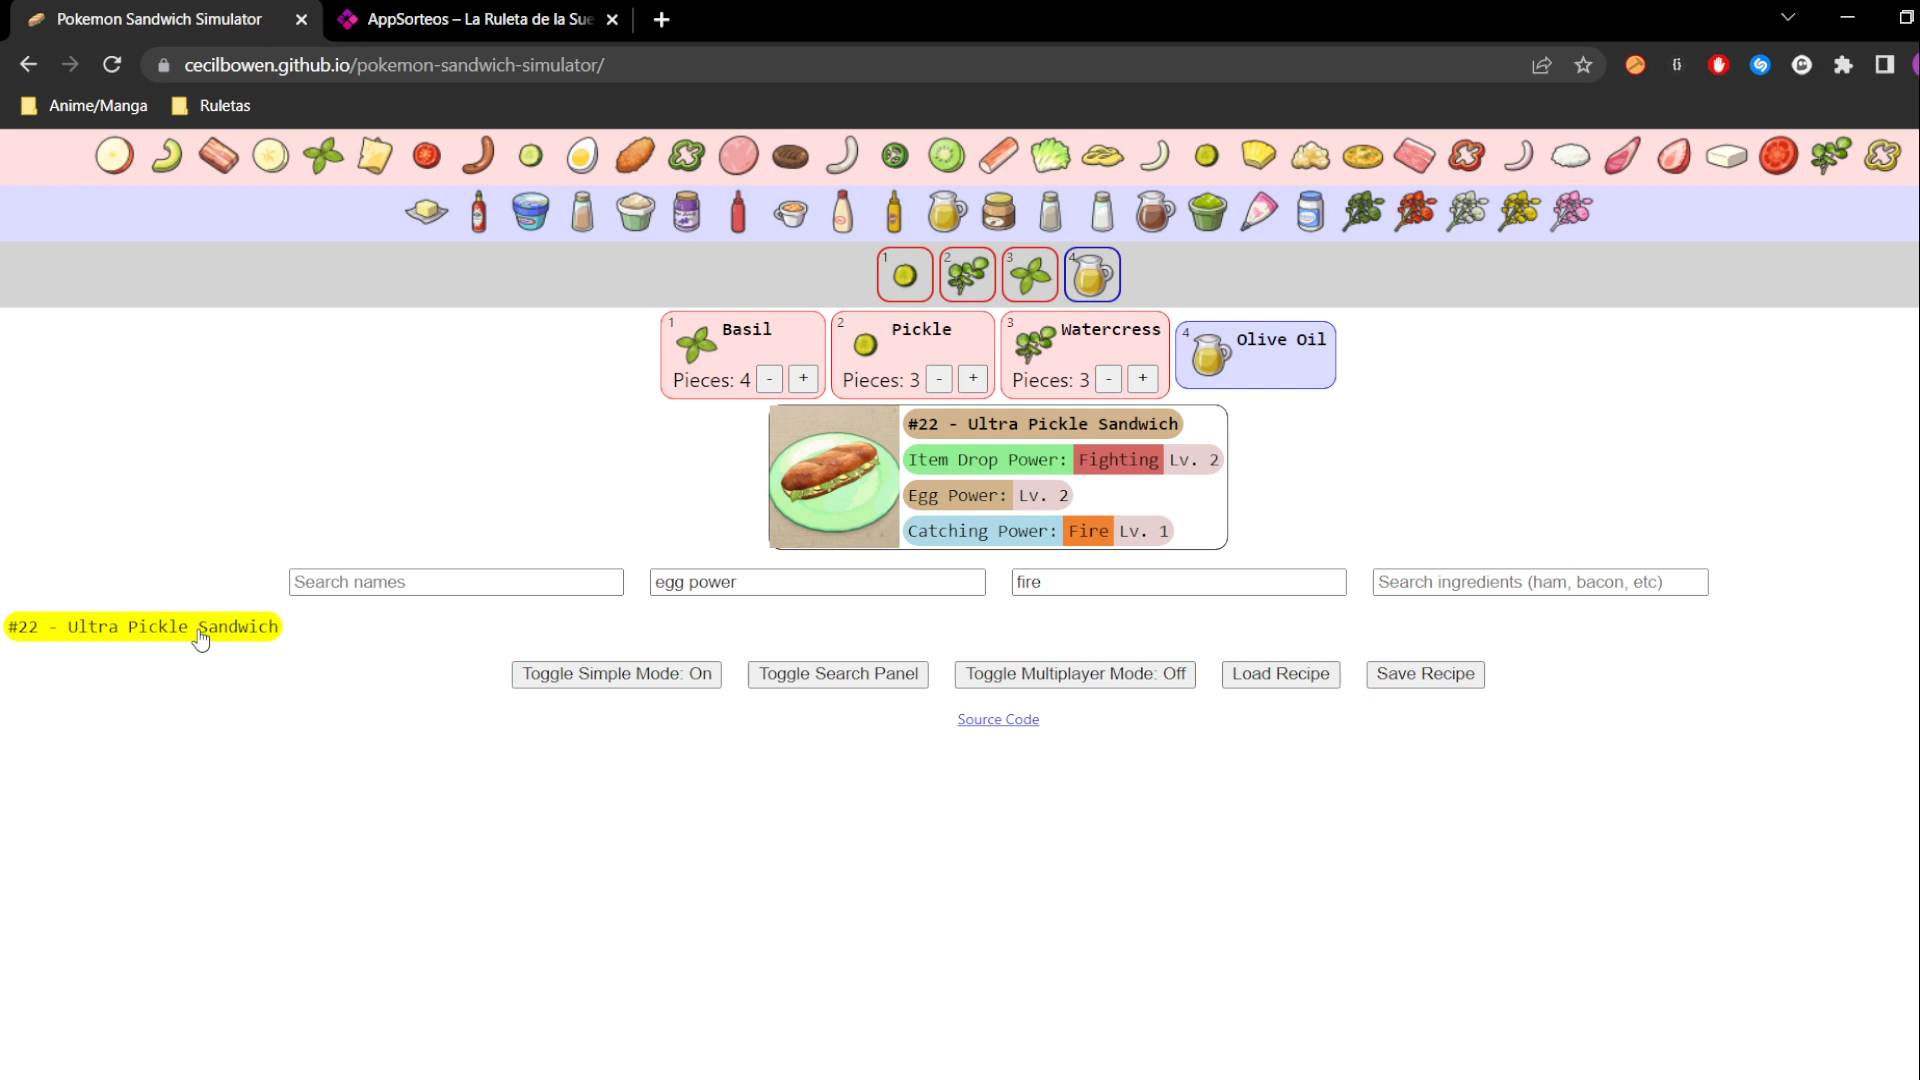 Pokemon Sandwich Simulator
AppSorteos – La Ruleta de la Sue
cecilbowen.github.io/pokemon-sandwich-simulator/
Anime/Manga
Ruletas
1
2
3
4
1
Basil
Pieces: 4 - +
2
Pickle
Pieces: 3 - +
3
Watercress
Pieces: 3 - +
4
Olive Oil
#22 - Ultra Pickle Sandwich
Item Drop Power: Fighting Lv. 2
Egg Power: Lv. 2
Catching Power: Fire Lv. 1
Search names
egg power
fire
Search ingredients (ham, bacon, etc)
#22 - Ultra Pickle Sandwich
Toggle Simple Mode: On
Toggle Search Panel
Toggle Multiplayer Mode: Off
Load Recipe
Save Recipe
Source Code